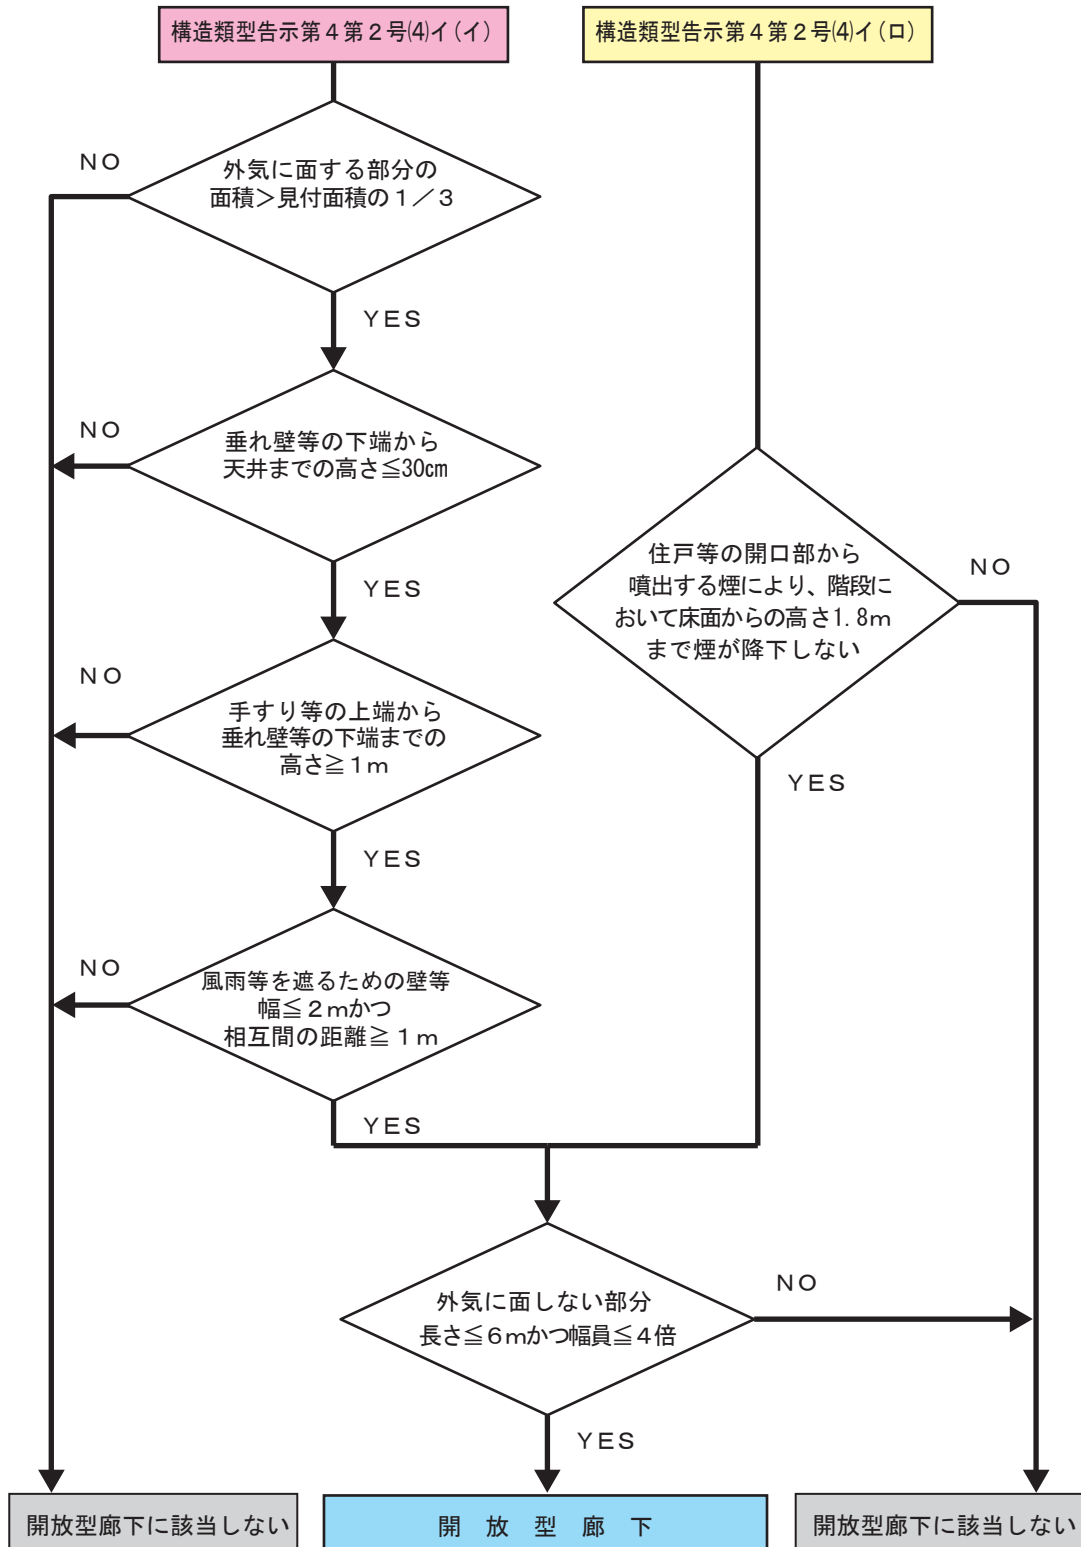 構造類型告示第４第２号⑷イ（イ）
構造類型告示第４第２号⑷イ（ロ）
外気に面する部分の
面積＞見付面積の１／３
NO
YES
垂れ壁等の下端から
天井までの高さ≦30㎝
NO
YES
手すり等の上端から
垂れ壁等の下端までの
高さ≧１ｍ
NO
YES
風雨等を遮るための壁等
幅≦２ｍかつ
相互間の距離≧１ｍ
NO
YES
住戸等の開口部から
噴出する煙により、階段に
おいて床面からの高さ1.8ｍ
まで煙が降下しない
NO
YES
外気に面しない部分
長さ≦６ｍかつ幅員≦４倍
NO
YES
開放型廊下に該当しない
開放型廊下
開放型廊下に該当しない